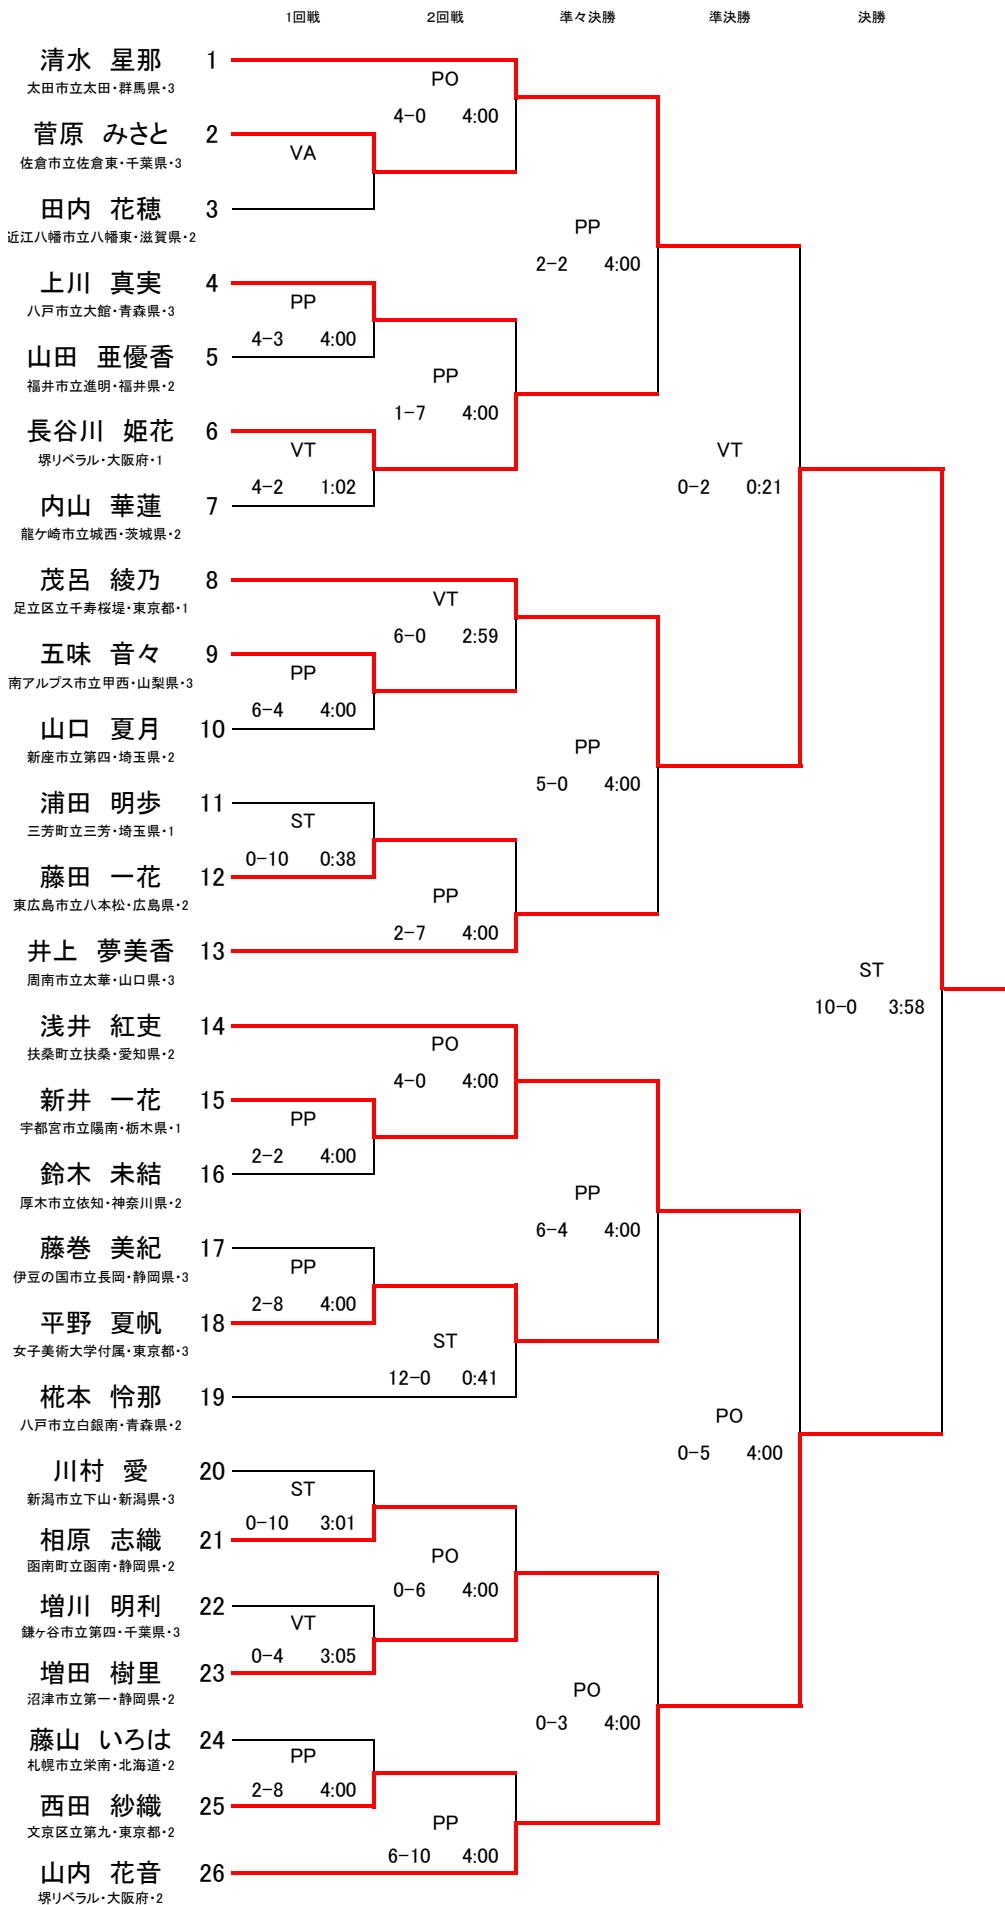 1回戦 2回戦 準々決勝 準決勝 決勝
清水 星那 1
太田市立太田・群馬県・3
PO
4-0 4:00
菅原 みさと 2
佐倉市立佐倉東・千葉県・3
VA
田内 花穂 3
近江八幡市立八幡東・滋賀県・2
PP
2-2 4:00
上川 真実 4
八戸市立大館・青森県・3
PP
4-3 4:00
山田 亜優香 5
福井市立進明・福井県・2
PP
1-7 4:00
長谷川 姫花 6
堺リベラル・大阪府・1
VT
4-2 1:02
内山 華蓮 7
龍ケ崎市立城西・茨城県・2
VT
0-2 0:21
茂呂 綾乃 8
足立区立千寿桜堤・東京都・1
VT
6-0 2:59
五味 音々 9
南アルプス市立甲西・山梨県・3
PP
6-4 4:00
山口 夏月 10
新座市立第四・埼玉県・2
PP
5-0 4:00
浦田 明歩 11
三芳町立三芳・埼玉県・1
ST
0-10 0:38
藤田 一花 12
東広島市立八本松・広島県・2
PP
2-7 4:00
井上 夢美香 13
周南市立太華・山口県・3
ST
10-0 3:58
浅井 紅吏 14
扶桑町立扶桑・愛知県・2
PO
4-0 4:00
新井 一花 15
宇都宮市立陽南・栃木県・1
PP
2-2 4:00
鈴木 未結 16
厚木市立依知・神奈川県・2
PP
6-4 4:00
藤巻 美紀 17
伊豆の国市立長岡・静岡県・3
PP
2-8 4:00
平野 夏帆 18
女子美術大学付属・東京都・3
ST
12-0 0:41
椛本 怜那 19
八戸市立白銀南・青森県・2
PO
0-5 4:00
川村 愛 20
新潟市立下山・新潟県・3
ST
0-10 3:01
相原 志織 21
函南町立函南・静岡県・2
PO
0-6 4:00
増川 明利 22
鎌ヶ谷市立第四・千葉県・3
VT
0-4 3:05
増田 樹里 23
沼津市立第一・静岡県・2
PO
0-3 4:00
藤山 いろは 24
札幌市立栄南・北海道・2
PP
2-8 4:00
西田 紗織 25
文京区立第九・東京都・2
PP
6-10 4:00
山内 花音 26
堺リベラル・大阪府・2